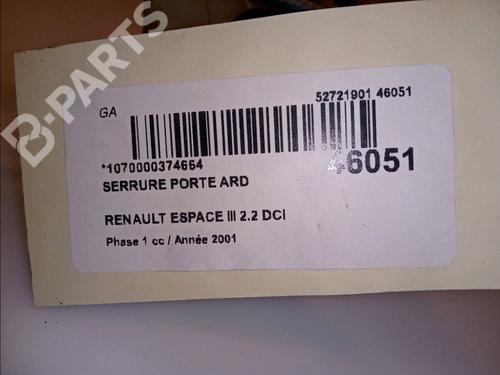 B-PARTS
GA
52721901 46051
*1070000374664
46051
SERRURE PORTE ARD
RENAULT ESPACE III 2.2 DCI
Phase 1 cc / Année 2001